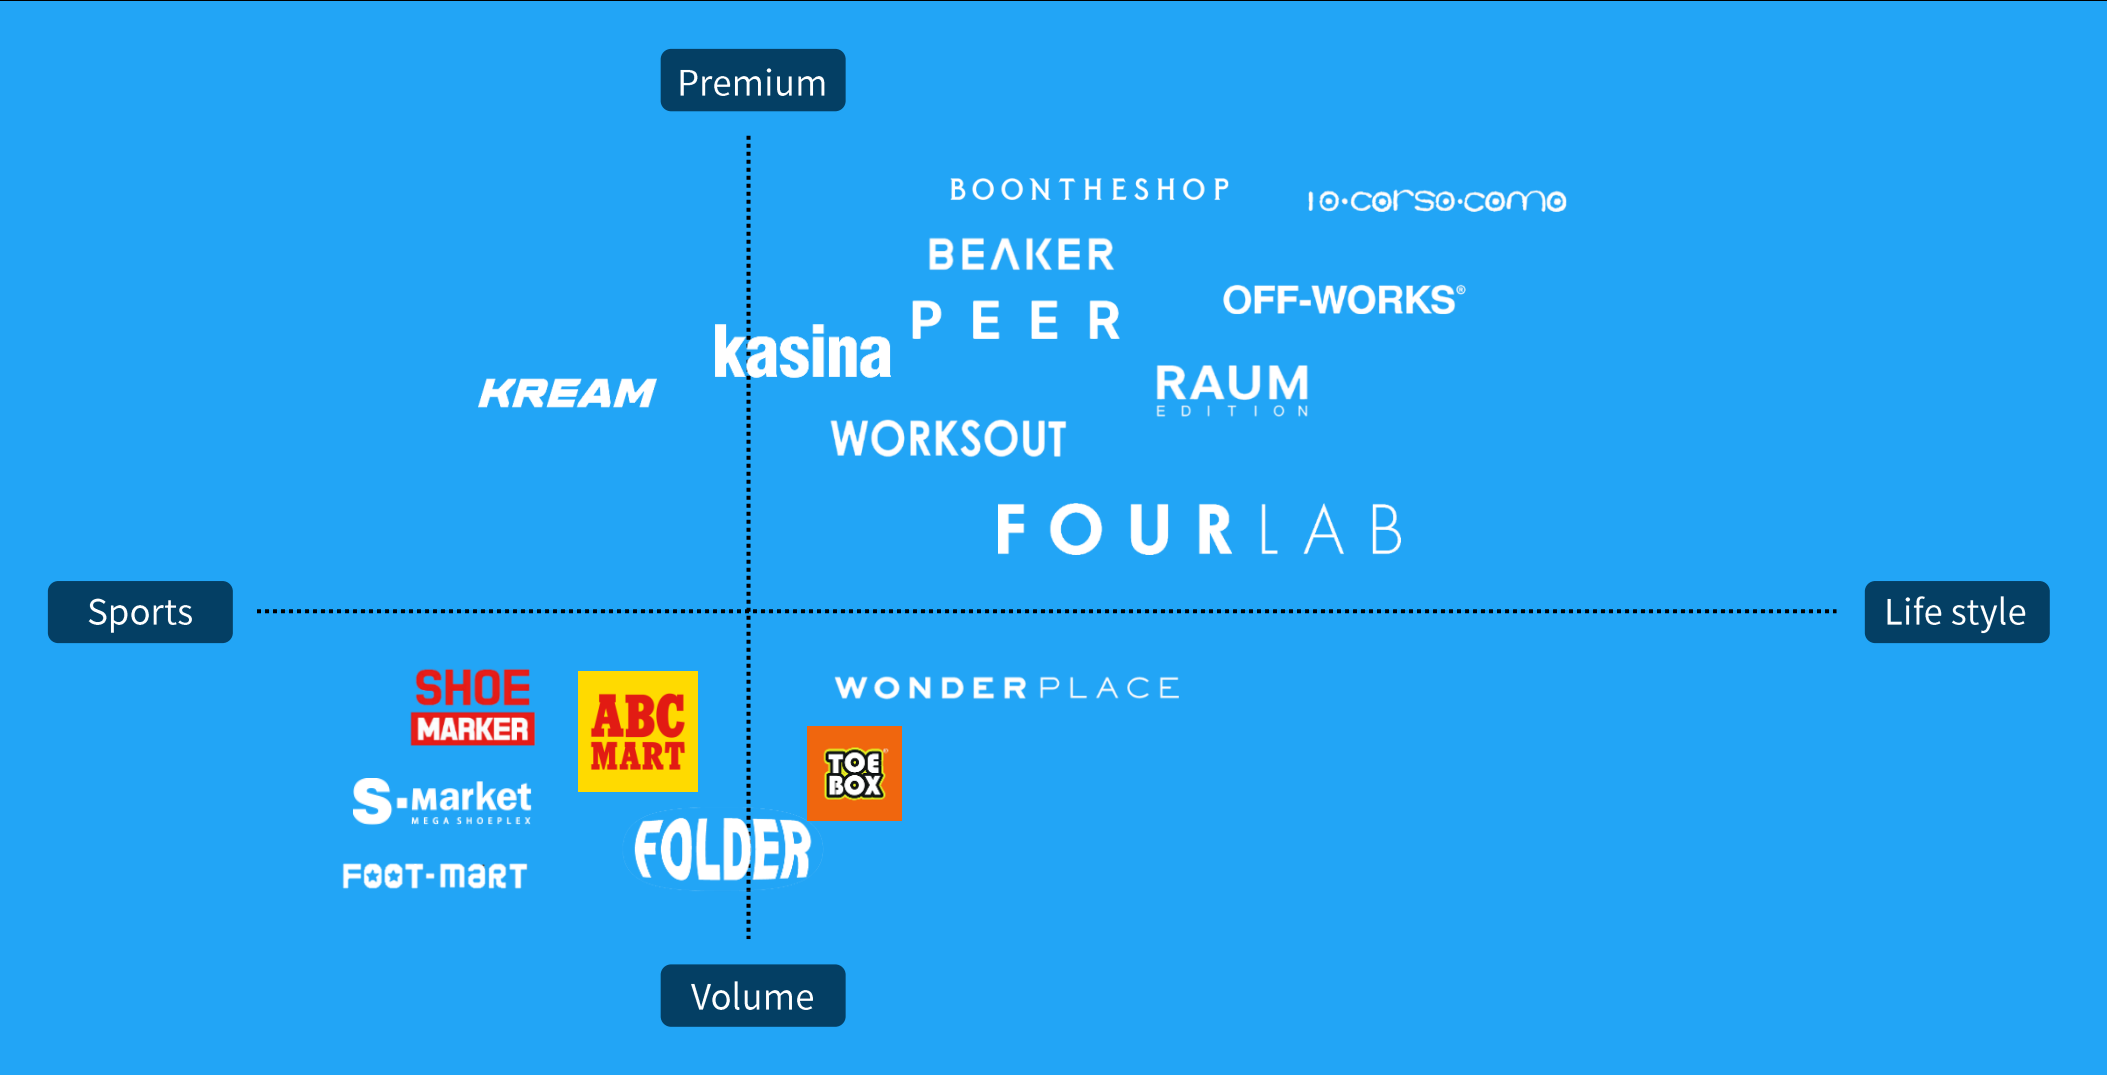 Premium
BOONTHESHOP
10·corso·como
BEAKER
OFF-WORKS®
PEER
kasina
KREAM
RAUM
EDITION
WORKSOUT
FOURLAB
Sports
Life style
SHOE
MARKER
ABC
MART
WONDERPLACE
TOE
BOX
S-Market
MEGA SHOEPLEX
FOLDER
FOOT-maRT
Volume